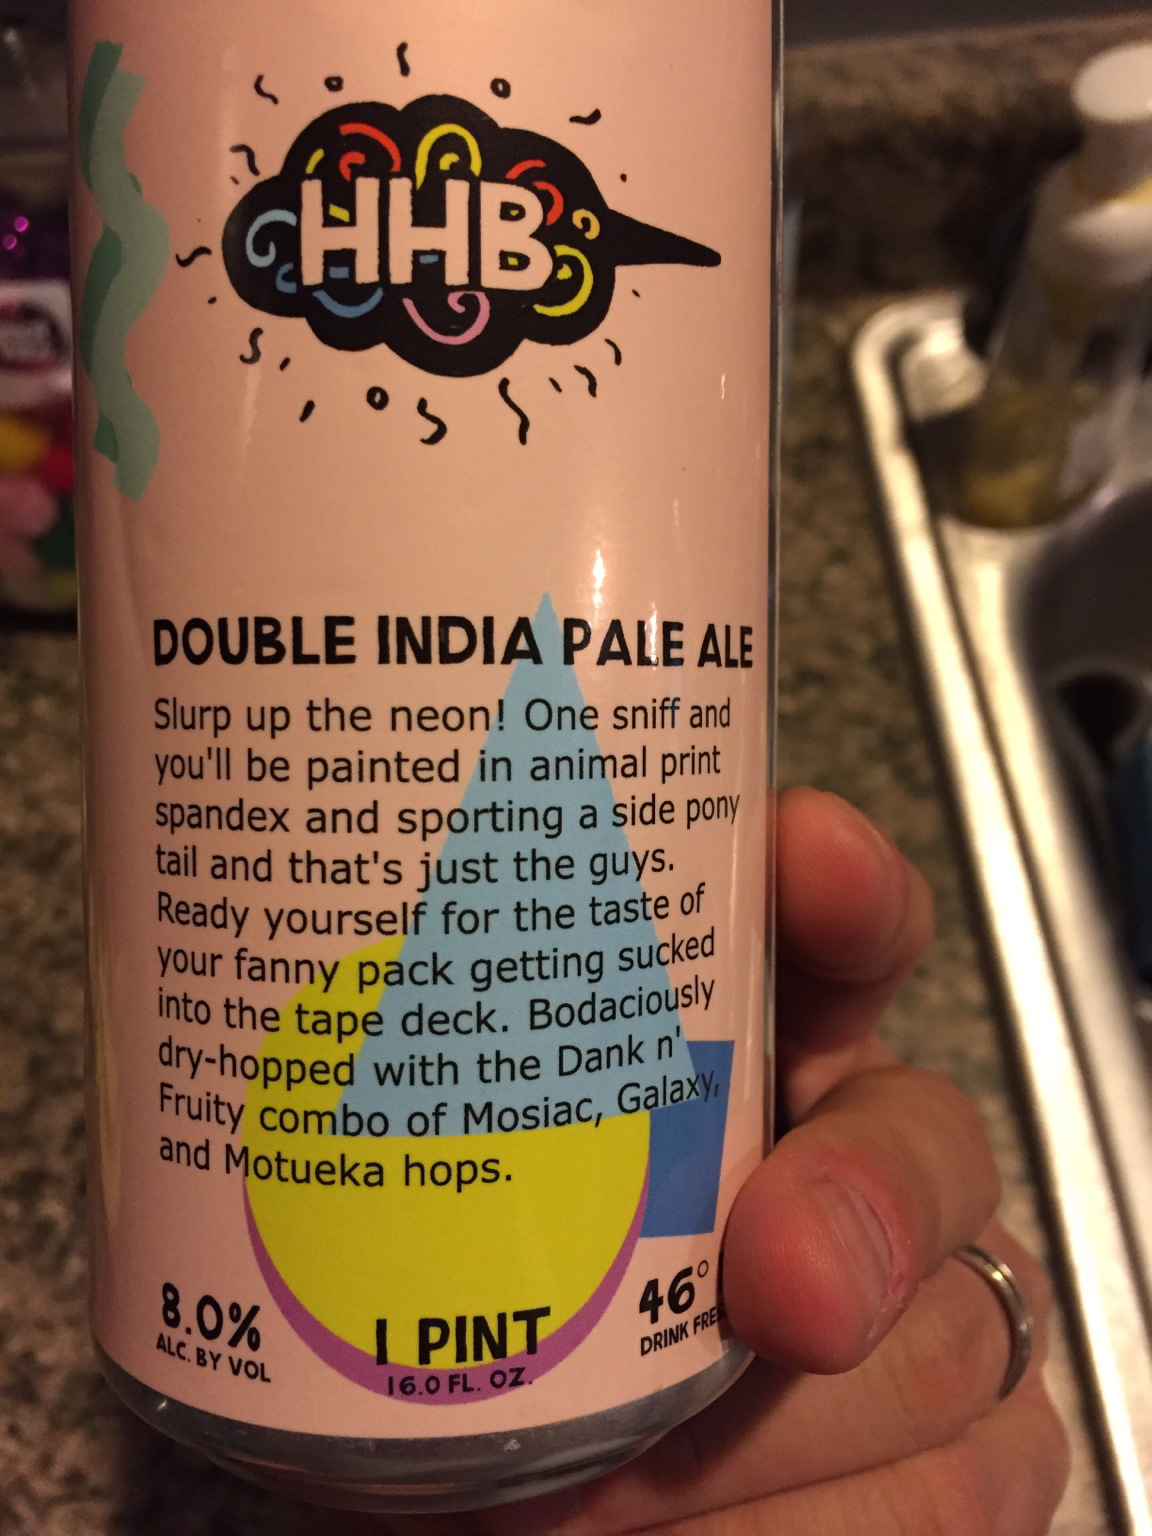 HHB
DOUBLE INDIA PALE ALE
Slurp up the neon! One sniff and
you'll be painted in animal print
spandex and sporting a side pony
tail and that's just the guys.
Ready yourself for the taste of
your fanny pack getting sucked
into the tape deck. Bodaciously
dry-hopped with the Dank n'
Fruity combo of Mosiac, Galaxy,
and Motueka hops.
8.0%
ALC. BY VOL
1 PINT
16.0 FL. OZ.
46°
DRINK